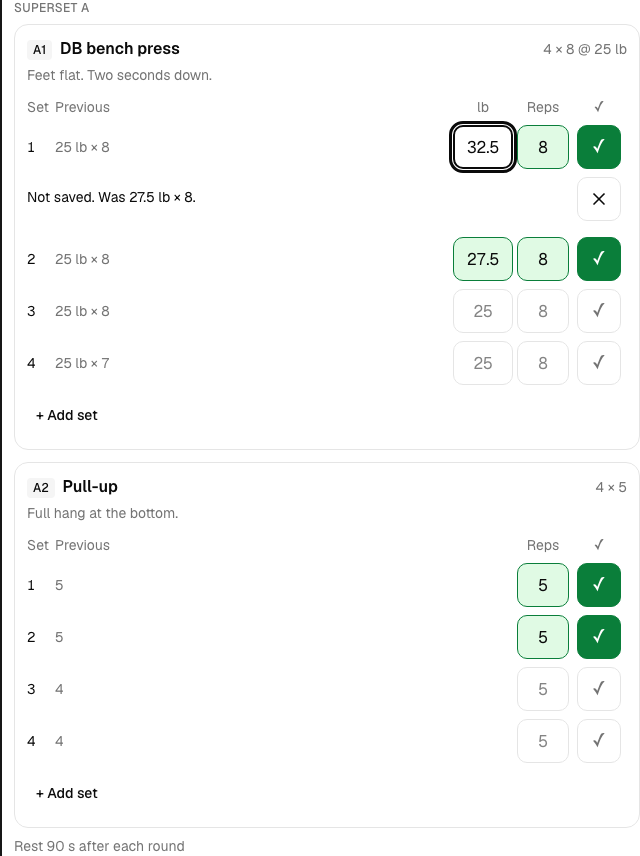 SUPERSET A
A1 DB bench press 4 × 8 @ 25 lb
Feet flat. Two seconds down.
Set Previous lb Reps ✓
1 25 lb × 8 32.5 8 ✓
Not saved. Was 27.5 lb × 8. ×
2 25 lb × 8 27.5 8 ✓
3 25 lb × 8 25 8 ✓
4 25 lb × 7 25 8 ✓
+ Add set
A2 Pull-up 4 × 5
Full hang at the bottom.
Set Previous Reps ✓
1 5 5 ✓
2 5 5 ✓
3 4 5 ✓
4 4 5 ✓
+ Add set
Rest 90 s after each round